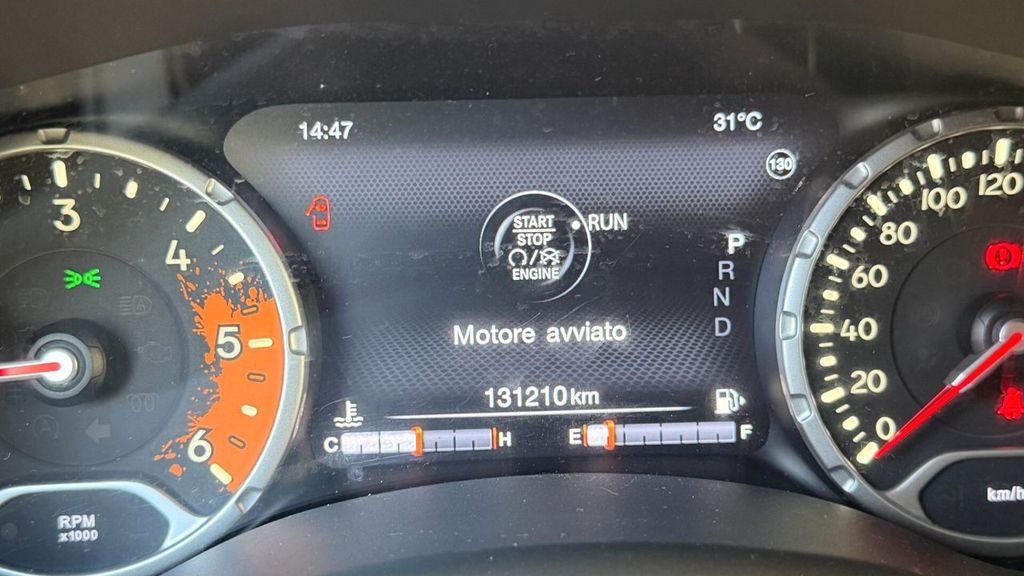 14:47
31°C
130
START
STOP
ENGINE
RUN
P
R
N
D
Motore avviato
131210 km
C H
E F
3
4
5
6
RPM
x1000
0
20
40
60
80
100
120
km/h